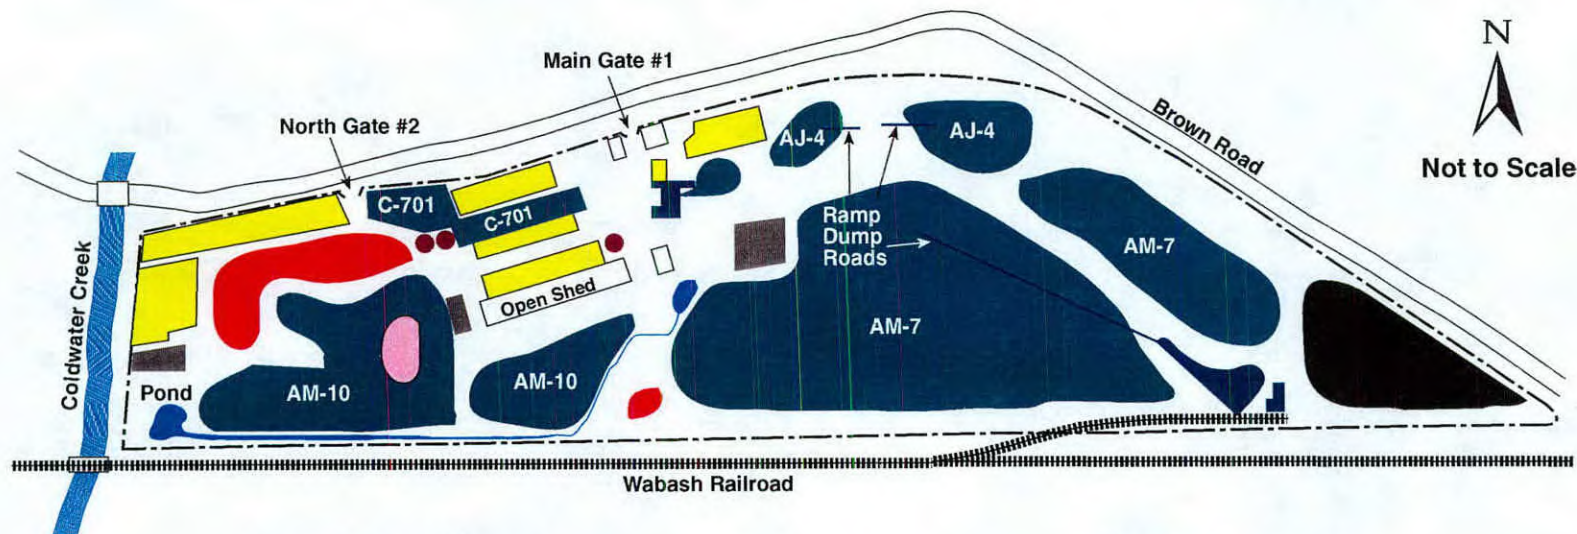 N
Not to Scale
Main Gate #1
North Gate #2
Brown Road
AJ-4
AJ-4
C-701
C-701
Ramp
Dump
Roads
AM-7
AM-7
Open Shed
Coldwater Creek
AM-10
AM-10
Pond
Wabash Railroad